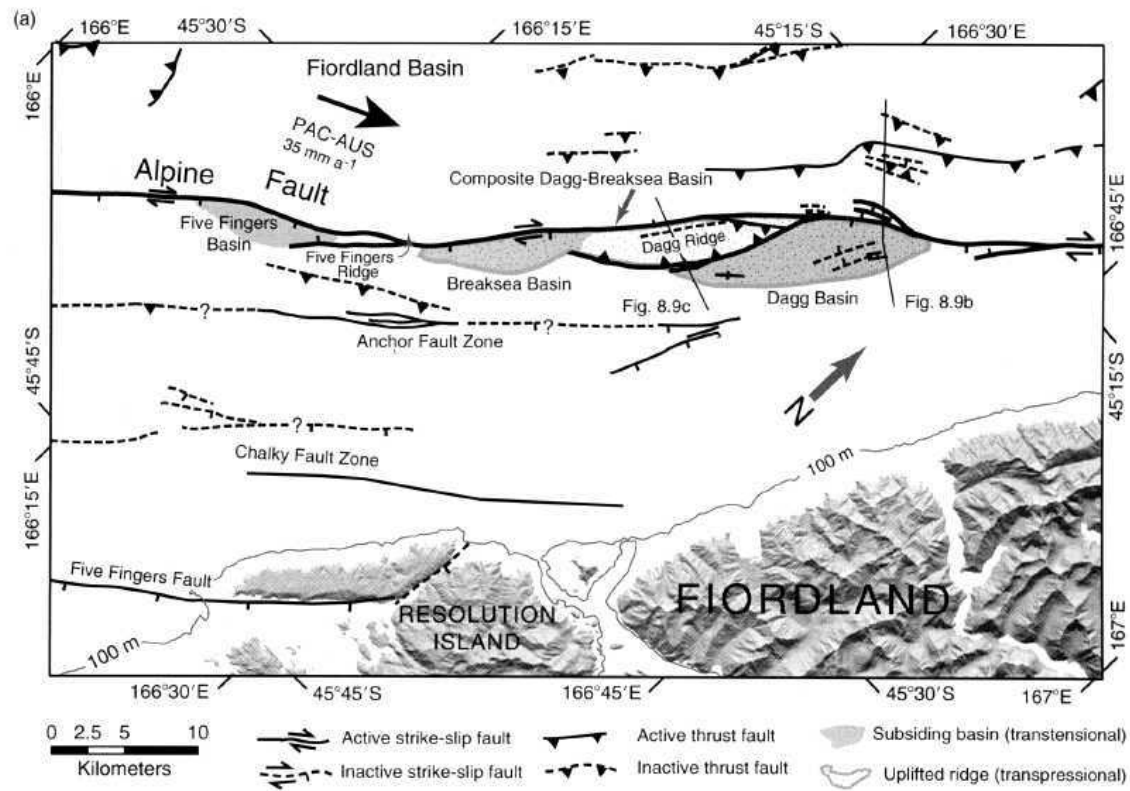 (a)
166°E
45°30′S
166°15′E
45°15′S
166°30′E
166°E
Fiordland Basin
PAC-AUS
35 mm a⁻¹
Alpine Fault
Composite Dagg-Breaksea Basin
166°45′E
Five Fingers
Basin
Five Fingers
Ridge
Dagg Ridge
Breaksea Basin
Dagg Basin
Fig. 8.9c
Fig. 8.9b
?
?
Anchor Fault Zone
45°45′S
45°15′S
N
?
Chalky Fault Zone
100 m
166°15′E
Five Fingers Fault
RESOLUTION
ISLAND
FIORDLAND
100 m
167°E
166°30′E
45°45′S
166°45′E
45°30′S
167°E
0 2.5 5 10
Kilometers
Active strike-slip fault
Inactive strike-slip fault
Active thrust fault
Inactive thrust fault
Subsiding basin (transtensional)
Uplifted ridge (transpressional)